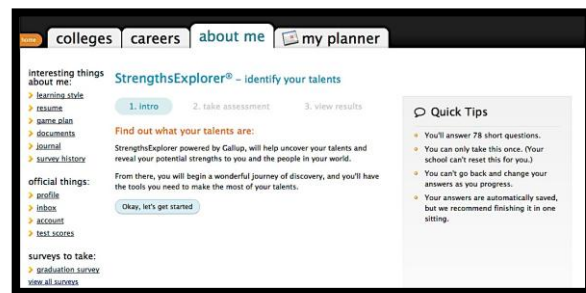 home
colleges
careers
about me
my planner
interesting things
about me:
learning style
resume
game plan
documents
journal
survey history
official things:
profile
inbox
account
test scores
surveys to take:
graduation survey
view all surveys
StrengthsExplorer® – identify your talents
1. intro
2. take assessment
3. view results
Find out what your talents are:
StrengthsExplorer powered by Gallup, will help uncover your talents and
reveal your potential strengths to you and the people in your world.
From there, you will begin a wonderful journey of discovery, and you'll have
the tools you need to make the most of your talents.
Okay, let's get started
Quick Tips
You'll answer 78 short questions.
You can only take this once. (Your
school can't reset this for you.)
You can't go back and change your
answers as you progress.
Your answers are automatically saved,
but we recommend finishing it in one
sitting.